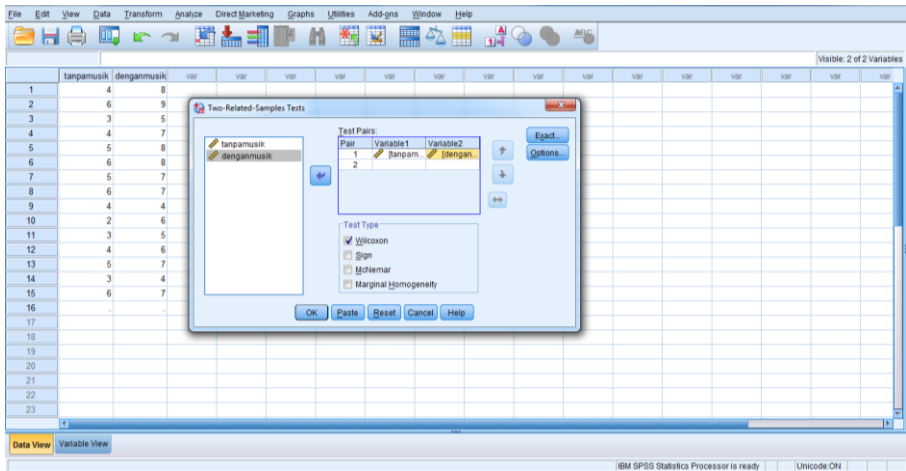 File Edit View Data Transform Analyze Direct Marketing Graphs Utilities Add-ons Window Help
Visible: 2 of 2 Variables
tanpamusik denganmusik var var var var var var var var var var var var var var var
1 4 8
2 6 9
3 3 5
4 4 7
5 5 8
6 6 8
7 5 7
8 6 7
9 4 4
10 2 6
11 3 5
12 4 6
13 5 7
14 3 4
15 6 7
16 . .
17
18
19
20
21
22
23
Two-Related-Samples Tests
tanpamusik
denganmusik
Test Pairs:
Pair Variable1 Variable2
1 [tanpam... [dengan...
2
Exact...
Options...
Test Type
Wilcoxon
Sign
McNemar
Marginal Homogeneity
OK Paste Reset Cancel Help
Data View Variable View
IBM SPSS Statistics Processor is ready Unicode:ON